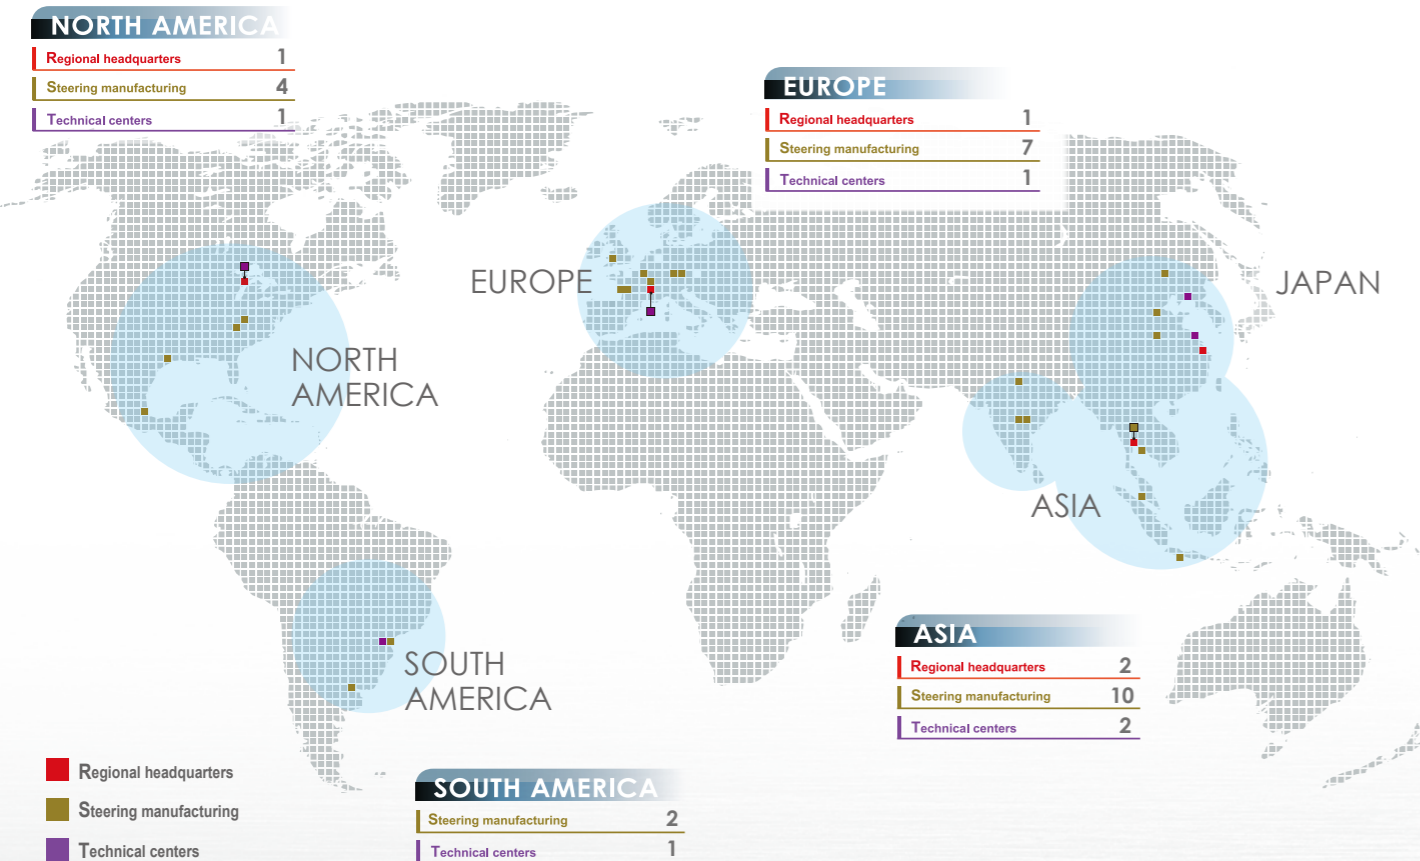 NORTH AMERICA
Regional headquarters 1
Steering manufacturing 4
Technical centers 1
EUROPE
Regional headquarters 1
Steering manufacturing 7
Technical centers 1
EUROPE
JAPAN
NORTH
AMERICA
ASIA
SOUTH
AMERICA
ASIA
Regional headquarters 2
Steering manufacturing 10
Technical centers 2
Regional headquarters
Steering manufacturing
Technical centers
SOUTH AMERICA
Steering manufacturing 2
Technical centers 1